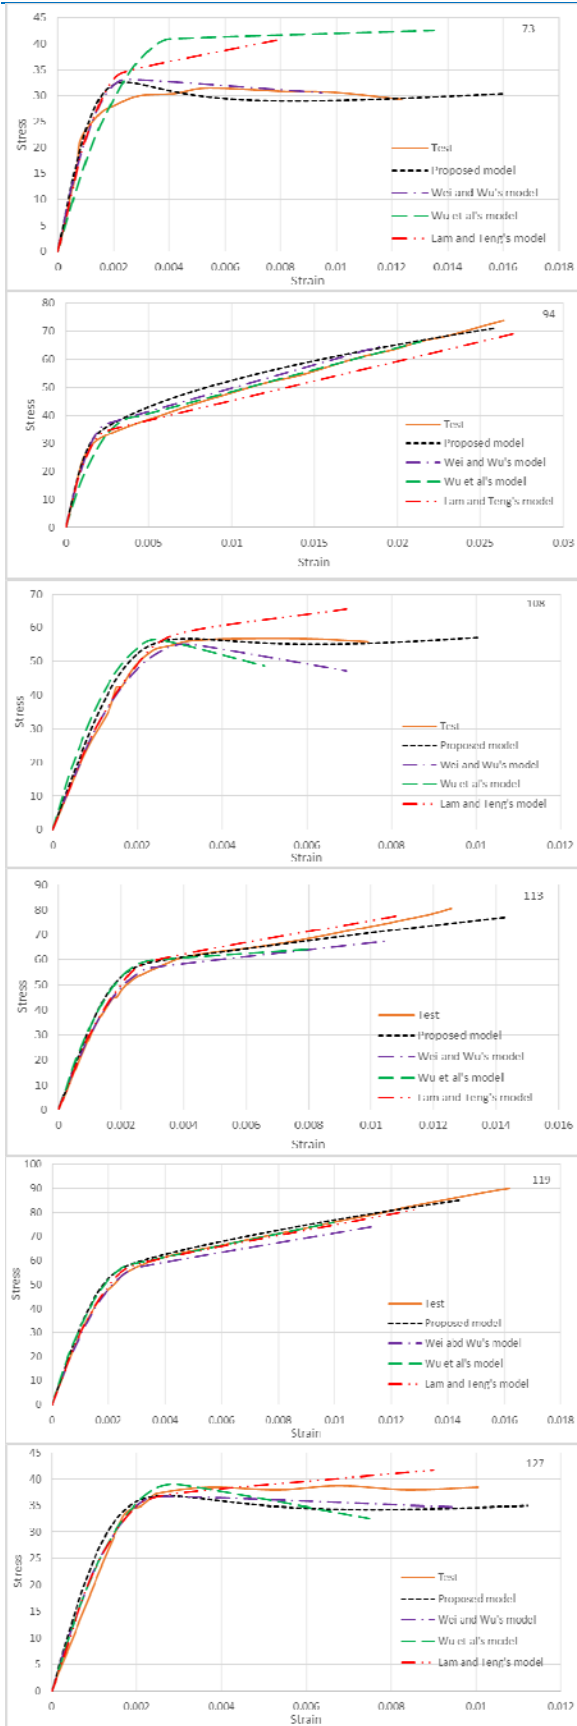 45
73
40
35
30
25
20
15
10
5
0
Stress
Test
Proposed model
Wei and Wu's model
Wu et al's model
Lam and Teng's model
0 0.002 0.004 0.006 0.008 0.01 0.012 0.014 0.016 0.018
Strain
80
94
70
60
50
40
30
20
10
0
Stress
Test
Proposed model
Wei and Wu's model
Wu et al's model
Lam and Teng's model
0 0.005 0.01 0.015 0.02 0.025 0.03
Strain
70
108
60
50
40
30
20
10
0
Stress
Test
Proposed model
Wei and Wu's model
Wu et al's model
Lam and Teng's model
0 0.002 0.004 0.006 0.008 0.01 0.012
Strain
90
113
80
70
60
50
40
30
20
10
0
Stress
Test
Proposed model
Wei and Wu's model
Wu et al's model
Lam and Teng's model
0 0.002 0.004 0.006 0.008 0.01 0.012 0.014 0.016
Strain
100
119
90
80
70
60
50
40
30
20
10
0
Stress
Test
Proposed model
Wei abd Wu's model
Wu et al's model
Lam and Teng's model
0 0.002 0.004 0.006 0.008 0.01 0.012 0.014 0.016 0.018
Strain
45
127
40
35
30
25
20
15
10
5
0
Stress
Test
Proposed model
Wei and Wu's model
Wu et al's model
Lam and Teng's model
0 0.002 0.004 0.006 0.008 0.01 0.012
Strain